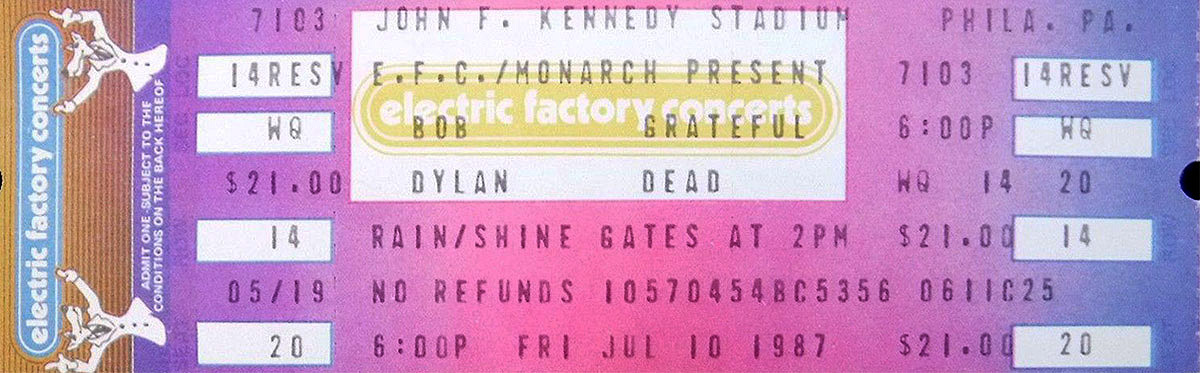 electric factory concerts
ADMIT ONE-SUBJECT TO THE
CONDITIONS ON THE BACK HEREOF
7103 JOHN F. KENNEDY STADIUM PHILA. PA.
14RESV E.F.C./MONARCH PRESENT 7103 14RESV
electric factory concerts
WQ BOB GRATEFUL 6:00P WQ
$21.00 DYLAN DEAD WQ 14 20
14 RAIN/SHINE GATES AT 2PM $21.00 14
05/19 NO REFUNDS 105704548C5356 0611C25
20 6:00P FRI JUL 10 1987 $21.00 20